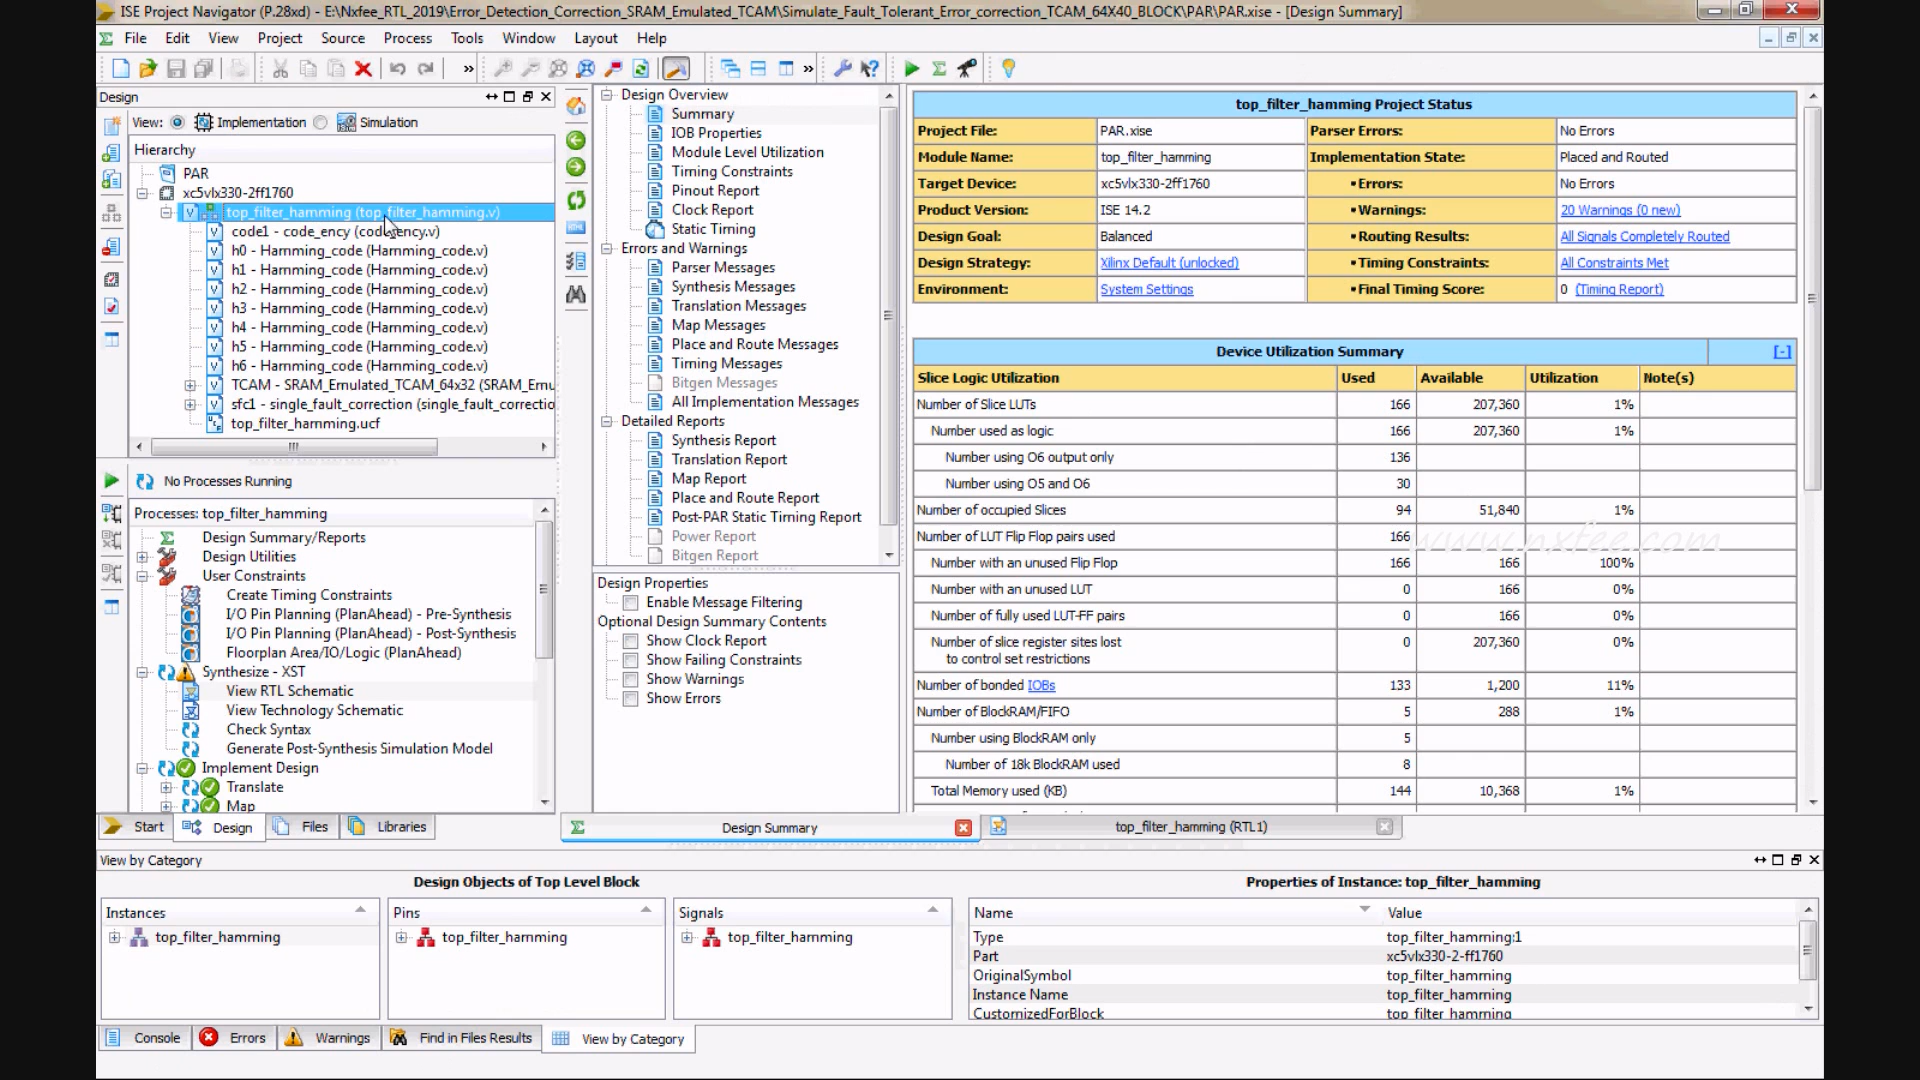 ISE Project Navigator (P.28xd) - E:\Nxfee_RTL_2019\Error_Detection_Correction_SRAM_Emulated_TCAM\Simulate_Fault_Tolerant_Error_correction_TCAM_64X40_BLOCK\PAR\PAR.xise - [Design Summary]
File Edit View Project Source Process Tools Window Layout Help
Design
View: Implementation Simulation
Hierarchy
PAR
xc5vlx330-2ff1760
top_filter_hamming (top_filter_hamming.v)
code1 - code_ency (code_ency.v)
h0 - Hamming_code (Hamming_code.v)
h1 - Hamming_code (Hamming_code.v)
h2 - Hamming_code (Hamming_code.v)
h3 - Hamming_code (Hamming_code.v)
h4 - Hamming_code (Hamming_code.v)
h5 - Hamming_code (Hamming_code.v)
h6 - Hamming_code (Hamming_code.v)
TCAM - SRAM_Emulated_TCAM_64x32 (SRAM_Emu
sfc1 - single_fault_correction (single_fault_correctio
top_filter_hamming.ucf
No Processes Running
Processes: top_filter_hamming
Design Summary/Reports
Design Utilities
User Constraints
Create Timing Constraints
I/O Pin Planning (PlanAhead) - Pre-Synthesis
I/O Pin Planning (PlanAhead) - Post-Synthesis
Floorplan Area/IO/Logic (PlanAhead)
Synthesize - XST
View RTL Schematic
View Technology Schematic
Check Syntax
Generate Post-Synthesis Simulation Model
Implement Design
Translate
Map
Start Design Files Libraries
Design Overview
Summary
IOB Properties
Module Level Utilization
Timing Constraints
Pinout Report
Clock Report
Static Timing
Errors and Warnings
Parser Messages
Synthesis Messages
Translation Messages
Map Messages
Place and Route Messages
Timing Messages
Bitgen Messages
All Implementation Messages
Detailed Reports
Synthesis Report
Translation Report
Map Report
Place and Route Report
Post-PAR Static Timing Report
Power Report
Bitgen Report
Design Properties
Enable Message Filtering
Optional Design Summary Contents
Show Clock Report
Show Failing Constraints
Show Warnings
Show Errors
top_filter_hamming Project Status
Project File: PAR.xise Parser Errors: No Errors
Module Name: top_filter_hamming Implementation State: Placed and Routed
Target Device: xc5vlx330-2ff1760 •Errors: No Errors
Product Version: ISE 14.2 •Warnings: 20 Warnings (0 new)
Design Goal: Balanced •Routing Results: All Signals Completely Routed
Design Strategy: Xilinx Default (unlocked) •Timing Constraints: All Constraints Met
Environment: System Settings •Final Timing Score: 0 (Timing Report)
Device Utilization Summary [-]
Slice Logic Utilization Used Available Utilization Note(s)
Number of Slice LUTs 166 207,360 1%
Number used as logic 166 207,360 1%
Number using O6 output only 136
Number using O5 and O6 30
Number of occupied Slices 94 51,840 1%
Number of LUT Flip Flop pairs used 166
www.nxfee.com
Number with an unused Flip Flop 166 166 100%
Number with an unused LUT 0 166 0%
Number of fully used LUT-FF pairs 0 166 0%
Number of slice register sites lost to control set restrictions 0 207,360 0%
Number of bonded IOBs 133 1,200 11%
Number of BlockRAM/FIFO 5 288 1%
Number using BlockRAM only 5
Number of 18k BlockRAM used 8
Total Memory used (KB) 144 10,368 1%
Design Summary top_filter_hamming (RTL1)
View by Category
Design Objects of Top Level Block
Instances Pins Signals
top_filter_hamming top_filter_hamming top_filter_hamming
Properties of Instance: top_filter_hamming
Name Value
Type top_filter_hamming:1
Part xc5vlx330-2-ff1760
OriginalSymbol top_filter_hamming
Instance Name top_filter_hamming
CustomizedForBlock top_filter_hamming
Console Errors Warnings Find in Files Results View by Category